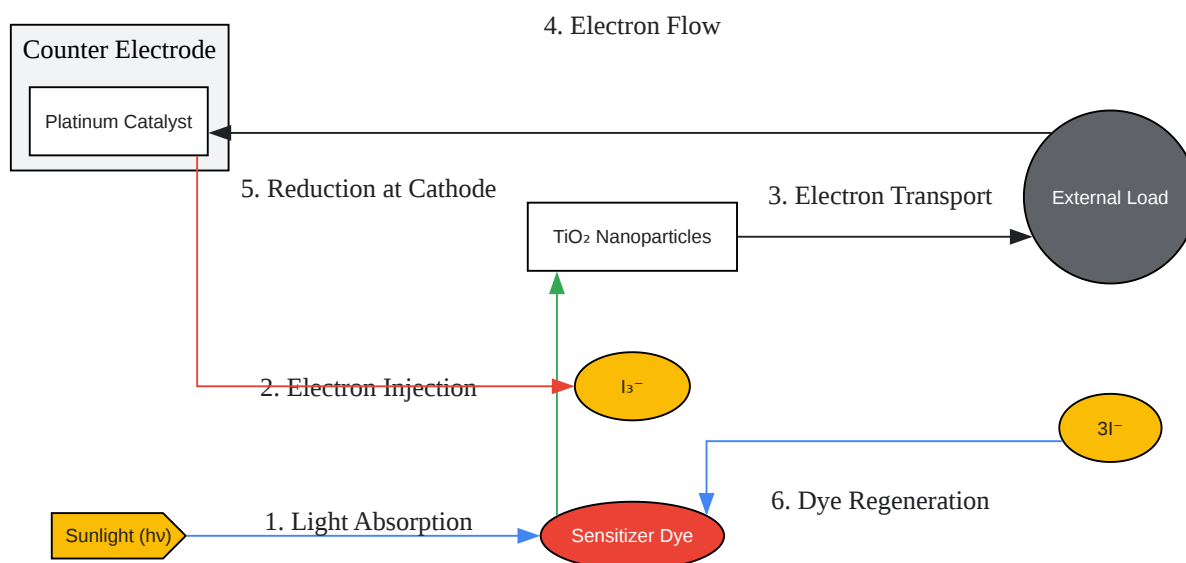 4. Electron Flow
Counter Electrode
Platinum Catalyst
5. Reduction at Cathode
3. Electron Transport
External Load
TiO₂ Nanoparticles
2. Electron Injection
I₃⁻
3I⁻
6. Dye Regeneration
1. Light Absorption
Sunlight (hν)
Sensitizer Dye